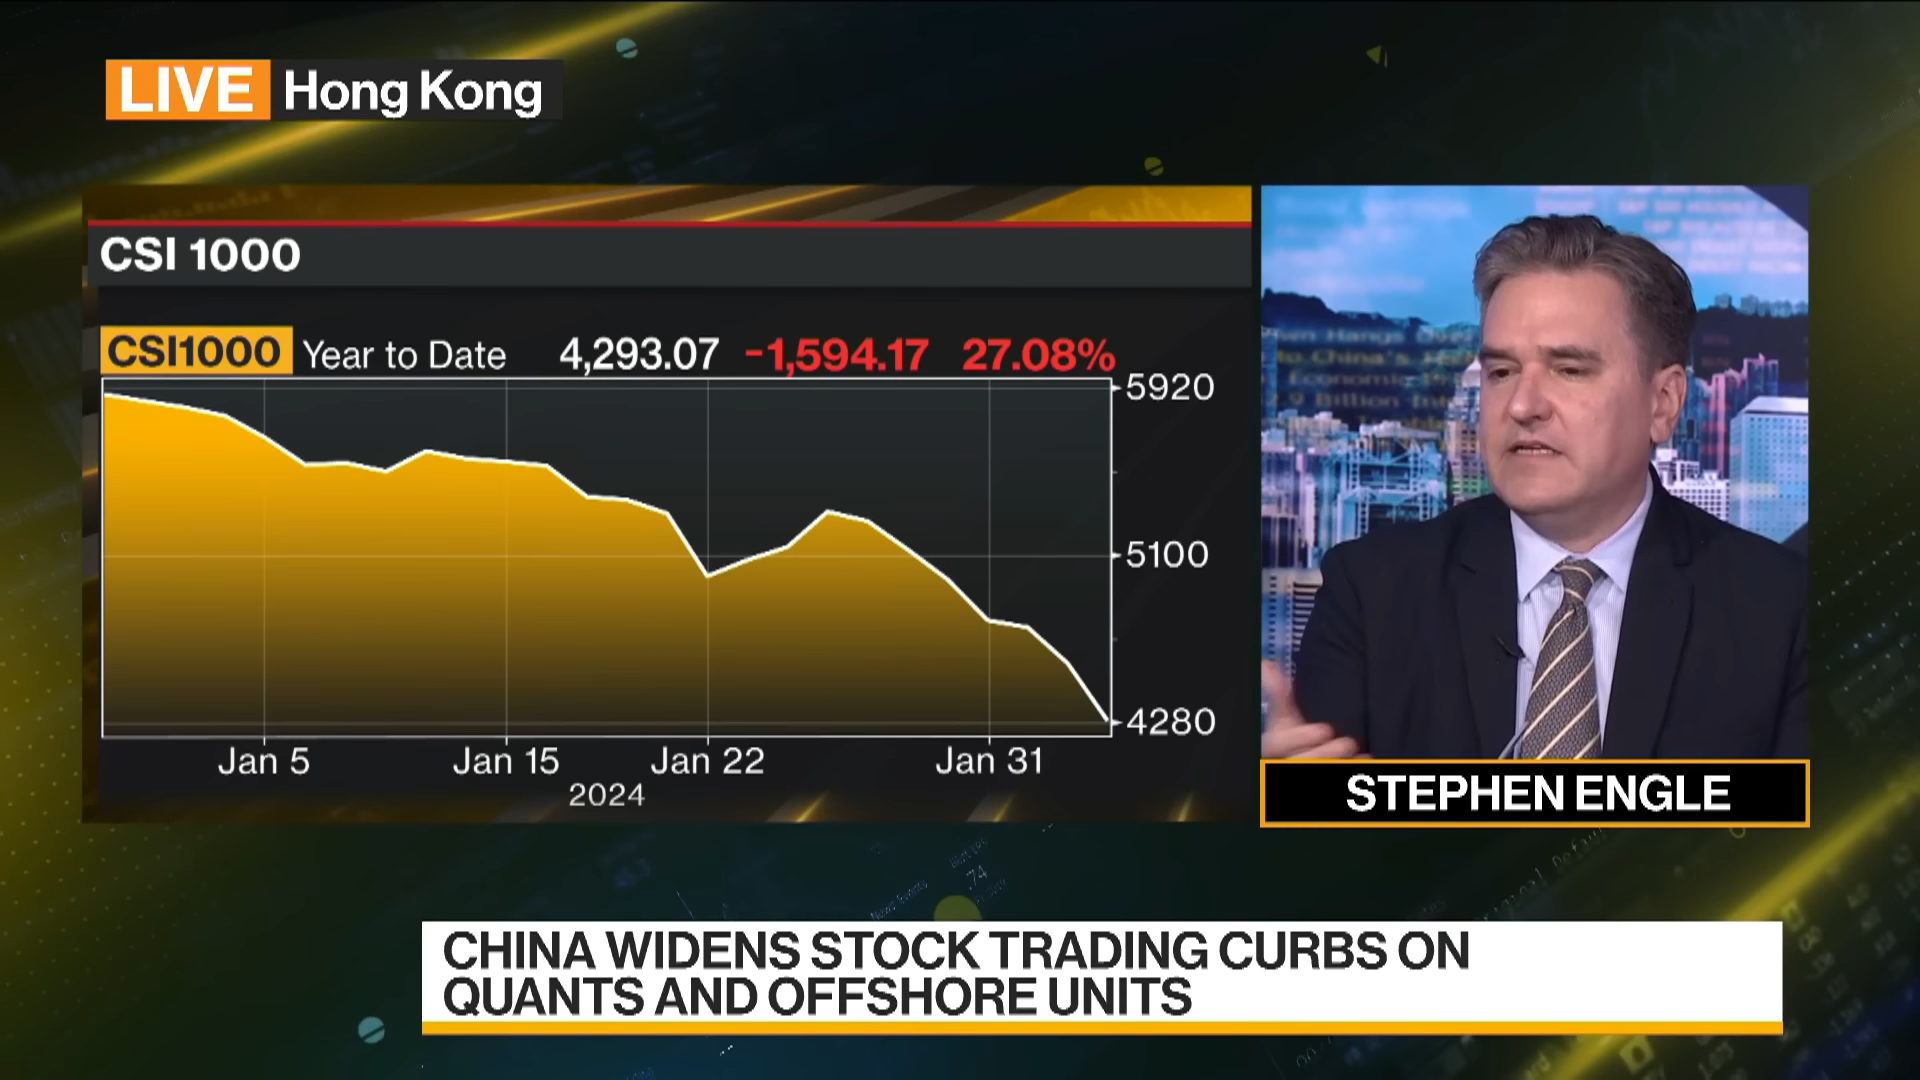 LIVE Hong Kong
CSI 1000
CSI1000 Year to Date 4,293.07 -1,594.17 27.08%
5920
5100
4280
Jan 5 Jan 15 Jan 22 Jan 31
2024
STEPHEN ENGLE
CHINA WIDENS STOCK TRADING CURBS ON
QUANTS AND OFFSHORE UNITS